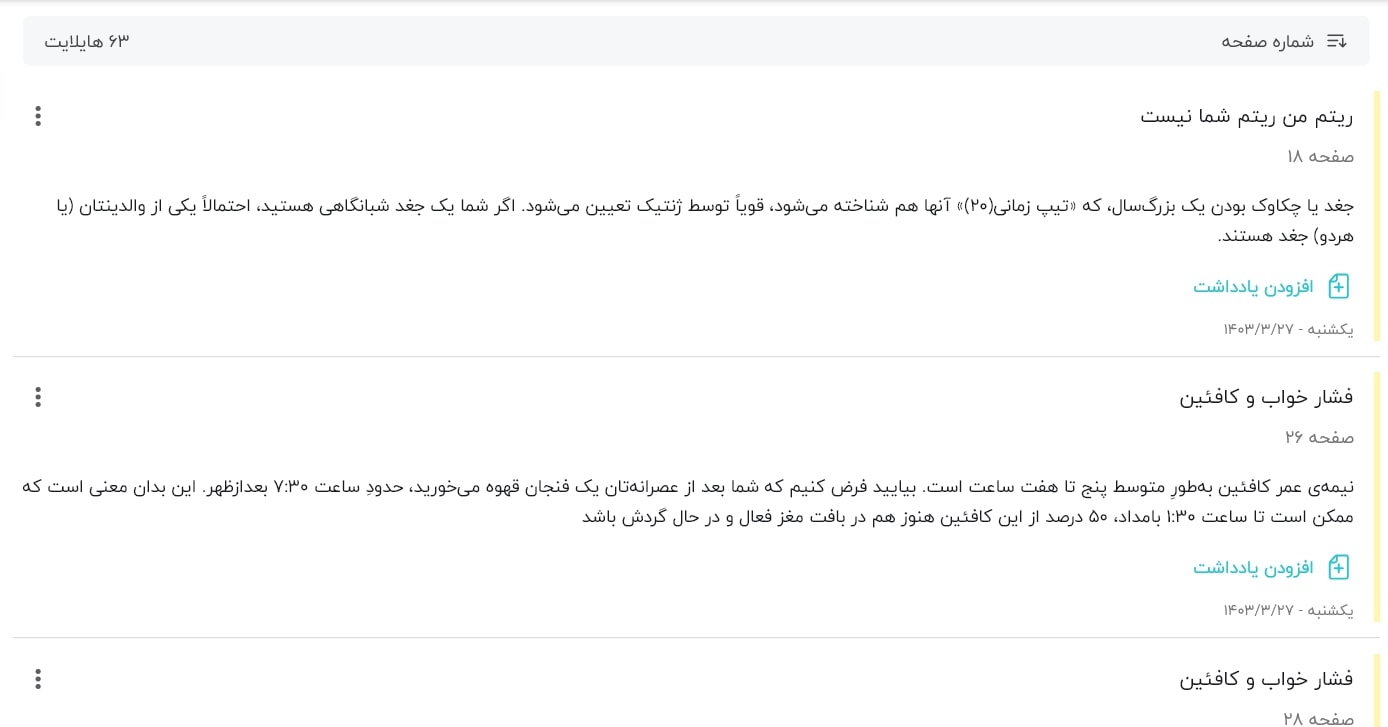 شماره صفحه
۶۳ هایلایت
ریتم من ریتم شما نیست
صفحه ۱۸
جغد یا چکاوک بودن یک بزرگ‌سال، که «تیپ زمانی(۲۰)» آنها هم شناخته می‌شود، قویاً توسط ژنتیک تعیین می‌شود. اگر شما یک جغد شبانگاهی هستید، احتمالاً یکی از والدینتان (یا
هردو) جغد هستند.
افزودن یادداشت
یکشنبه - ۱۴۰۳/۳/۲۷
فشار خواب و کافئین
صفحه ۲۶
نیمه‌ی عمر کافئین به‌طورِ متوسط پنج تا هفت ساعت است. بیایید فرض کنیم که شما بعد از عصرانه‌تان یک فنجان قهوه می‌خورید، حدودِ ساعت ۷:۳۰ بعدازظهر. این بدان معنی است که
ممکن است تا ساعت ۱:۳۰ بامداد، ۵۰ درصد از این کافئین هنوز هم در بافت مغز فعال و در حال گردش باشد
افزودن یادداشت
یکشنبه - ۱۴۰۳/۳/۲۷
فشار خواب و کافئین
صفحه ۲۸